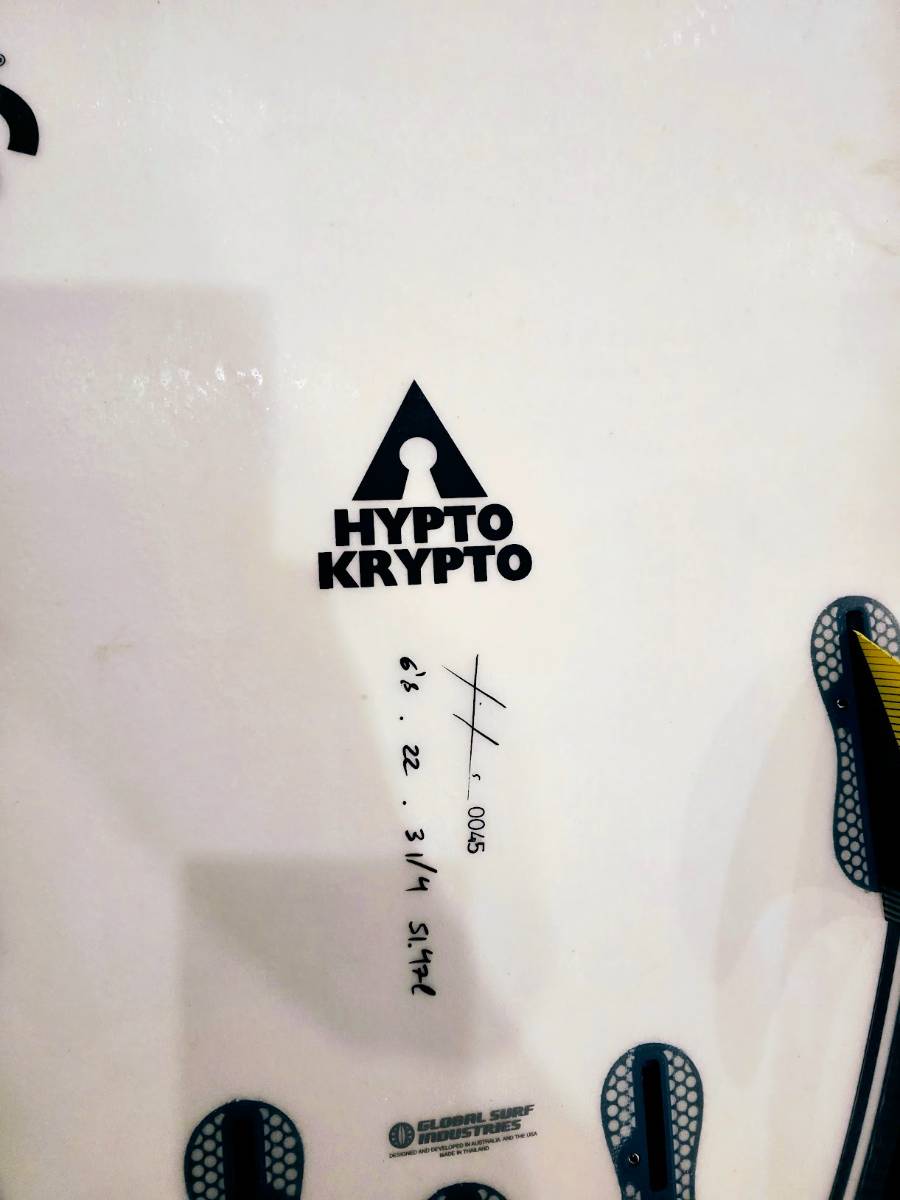 HYPTO
KRYPTO
0045
6'8 . 22 . 3 1/4 51.47l
GLOBAL SURF
INDUSTRIES
DESIGNED AND DEVELOPED IN AUSTRALIA AND THE USA
MADE IN THAILAND